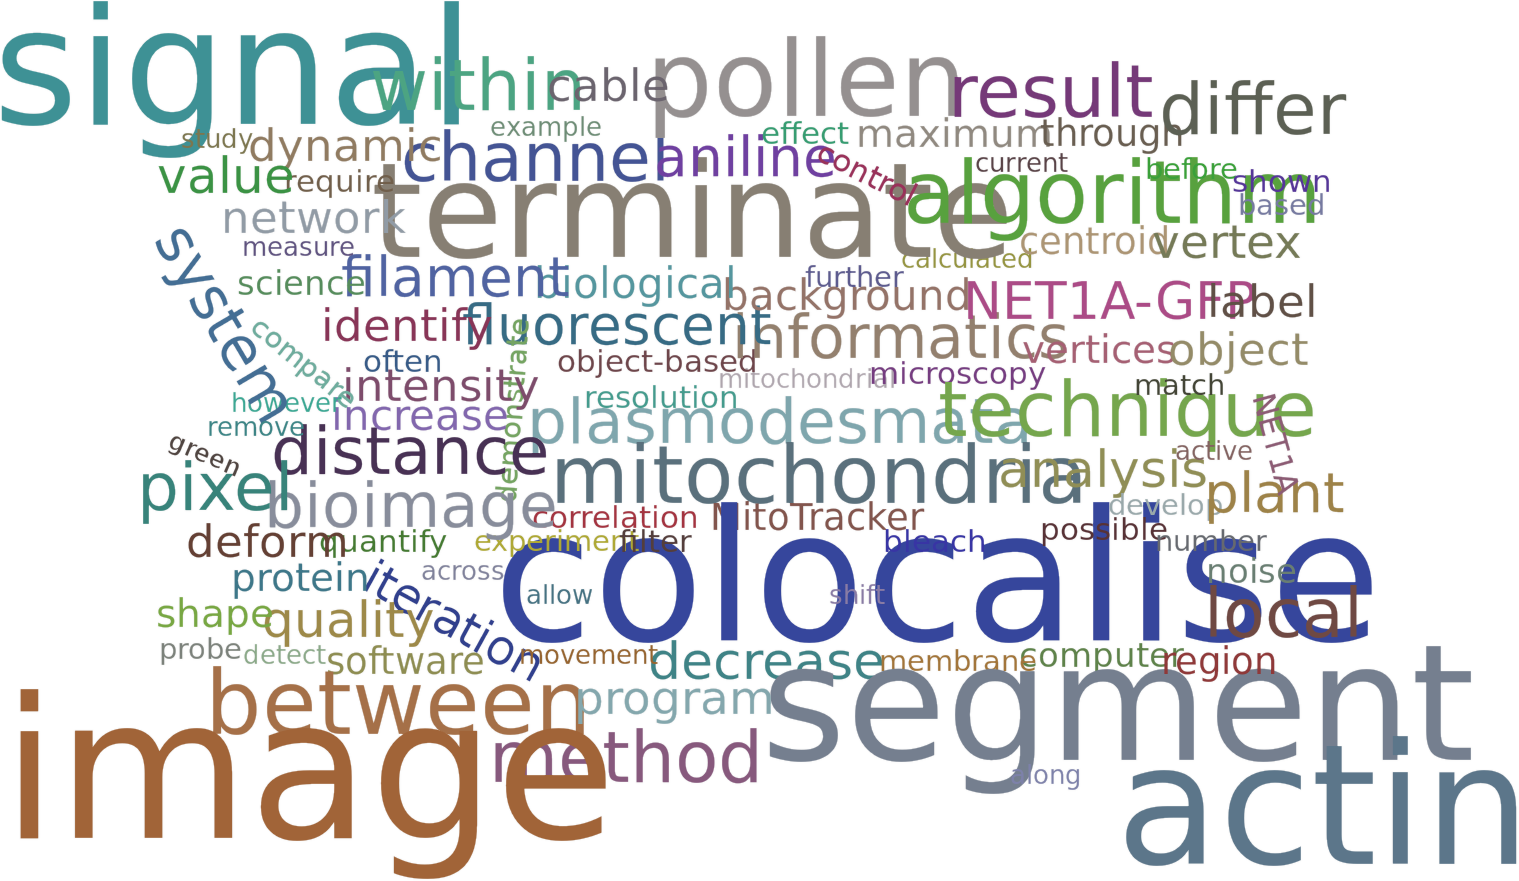 signal
within
cable
pollen
result
differ
study
dynamic
example
channel
aniline
effect
maximum
through
control
current
before
shown
based
value
require
terminate
algorithm
network
measure
centroid
vertex
calculated
system
science
filament
biological
further
background
NET1A-GFP
label
compare
identify
fluorescent
informatics
vertices
object
often
object-based
mitochondrial
microscopy
match
intensity
demonstrate
resolution
technique
however
increase
plasmodesmata
NET1A
remove
green
distance
mitochondria
analysis
active
pixel
bioimage
plant
develop
correlation
MitoTracker
deform
quantify
experiment
filter
bleach
possible
number
protein
iteration
across
colocalise
noise
allow
shift
shape
quality
local
probe
detect
software
movement
decrease
membrane
computer
region
between
program
segment
image
method
along
actin